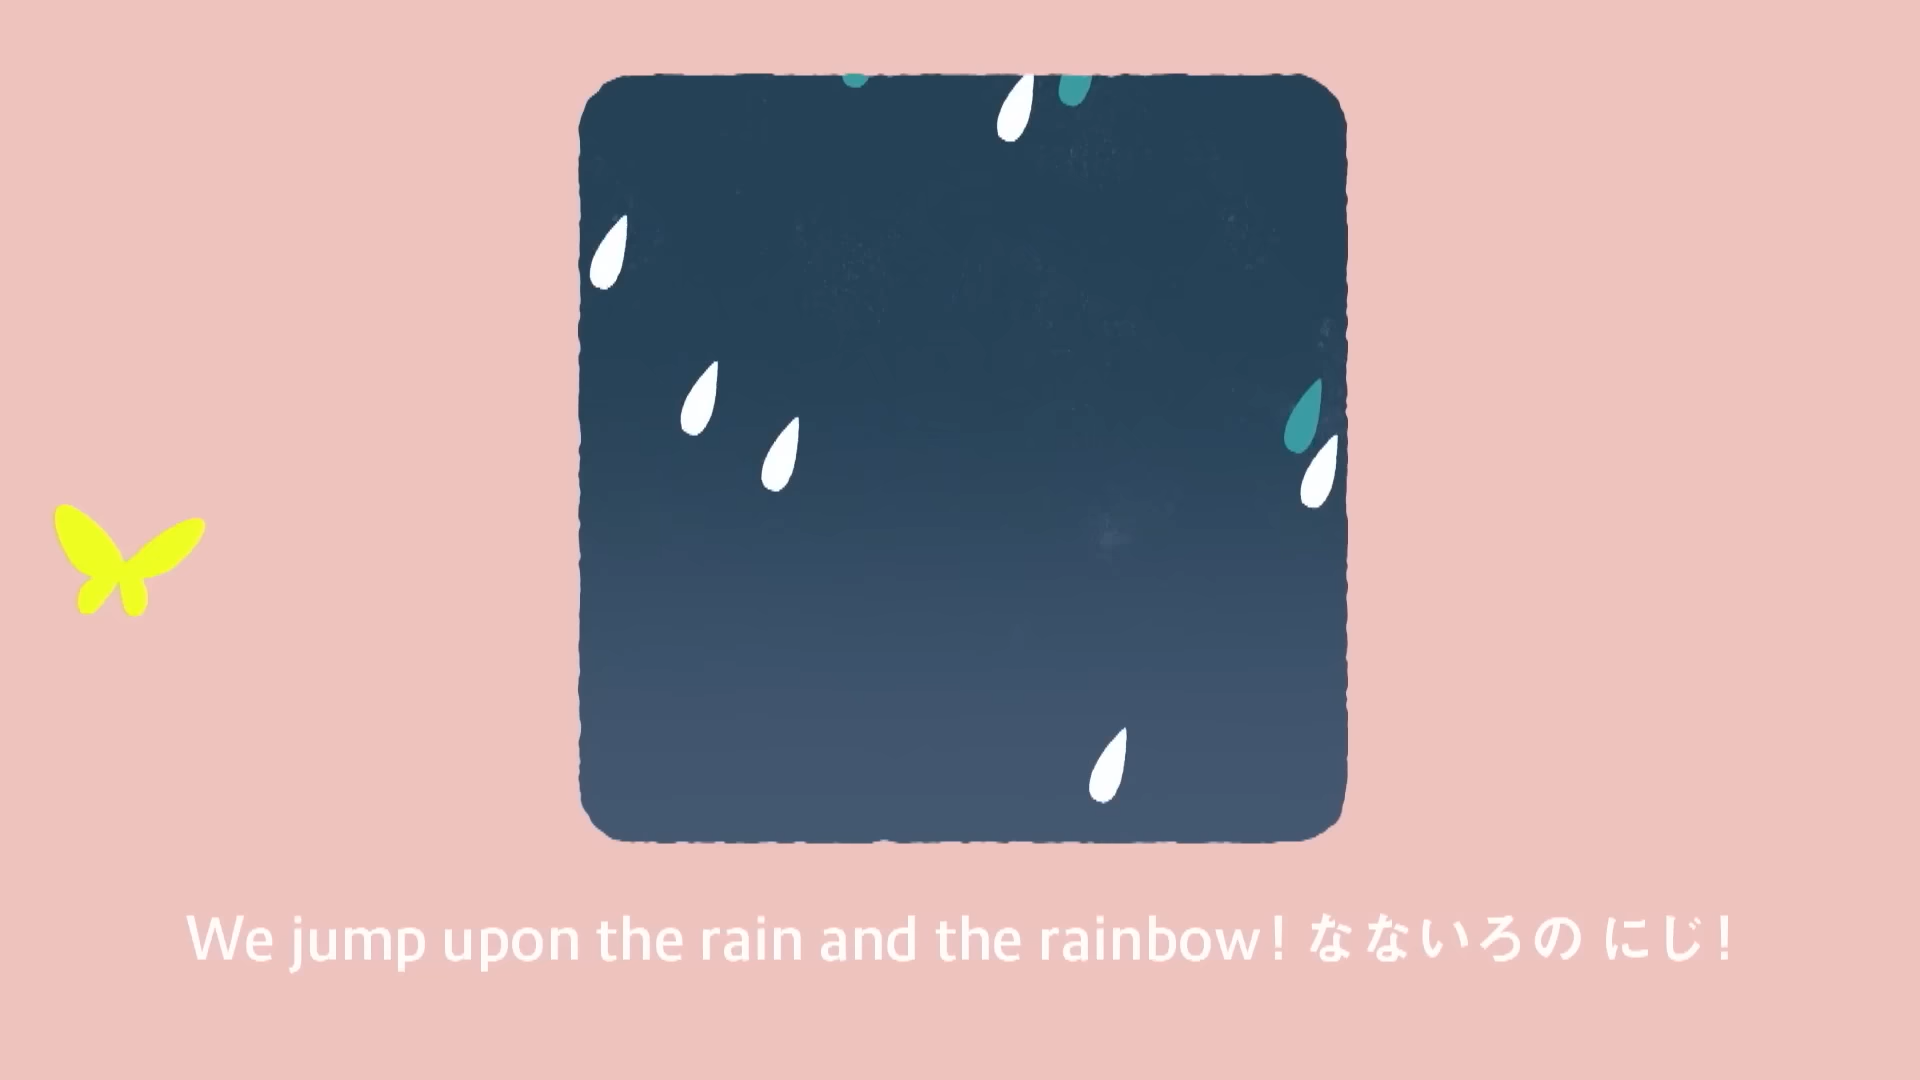 We jump upon the rain and the rainbow! なないろの にじ!